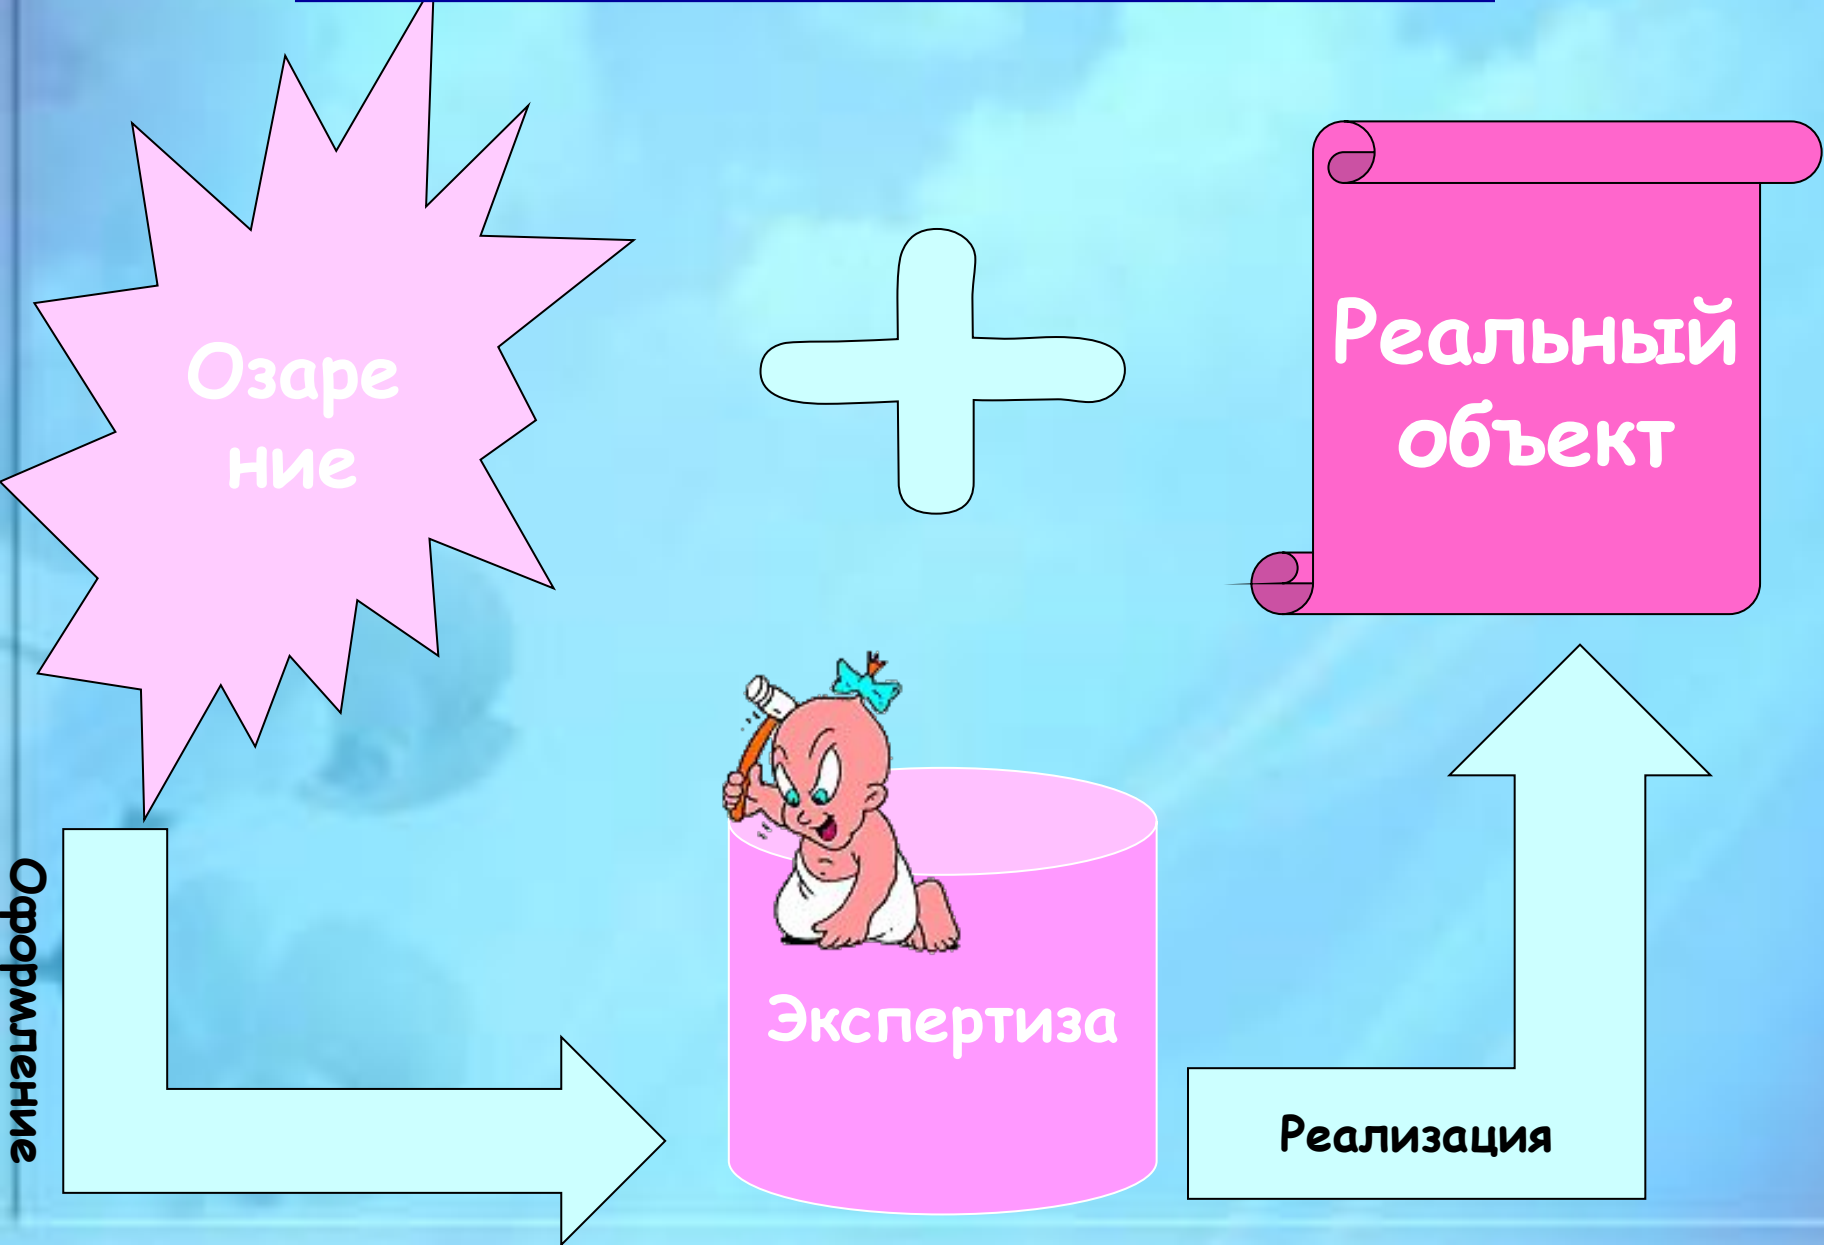 Озаре
ние
Реальный
объект
Оформление
Экспертиза
Реализация